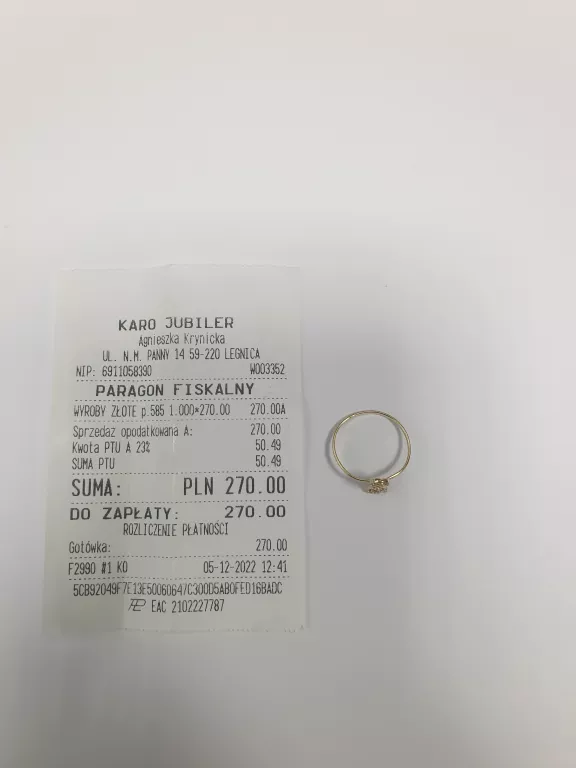 KARO JUBILER
Agnieszka Krynicka
UL. N.M. PANNY 14 59-220 LEGNICA
NIP: 6911058390 W003352
PARAGON FISKALNY
WYROBY ZŁOTE p.585 1.000*270.00 270.00A
Sprzedaż opodatkowana A: 270.00
Kwota PTU A 23% 50.49
SUMA PTU 50.49
SUMA: PLN 270.00
DO ZAPŁATY: 270.00
ROZLICZENIE PŁATNOŚCI
Gotówka: 270.00
F2990 #1 KO 05-12-2022 12:41
5CB92049F7E13E50060647C300D5AB0FED16BADC
EAC 2102227787